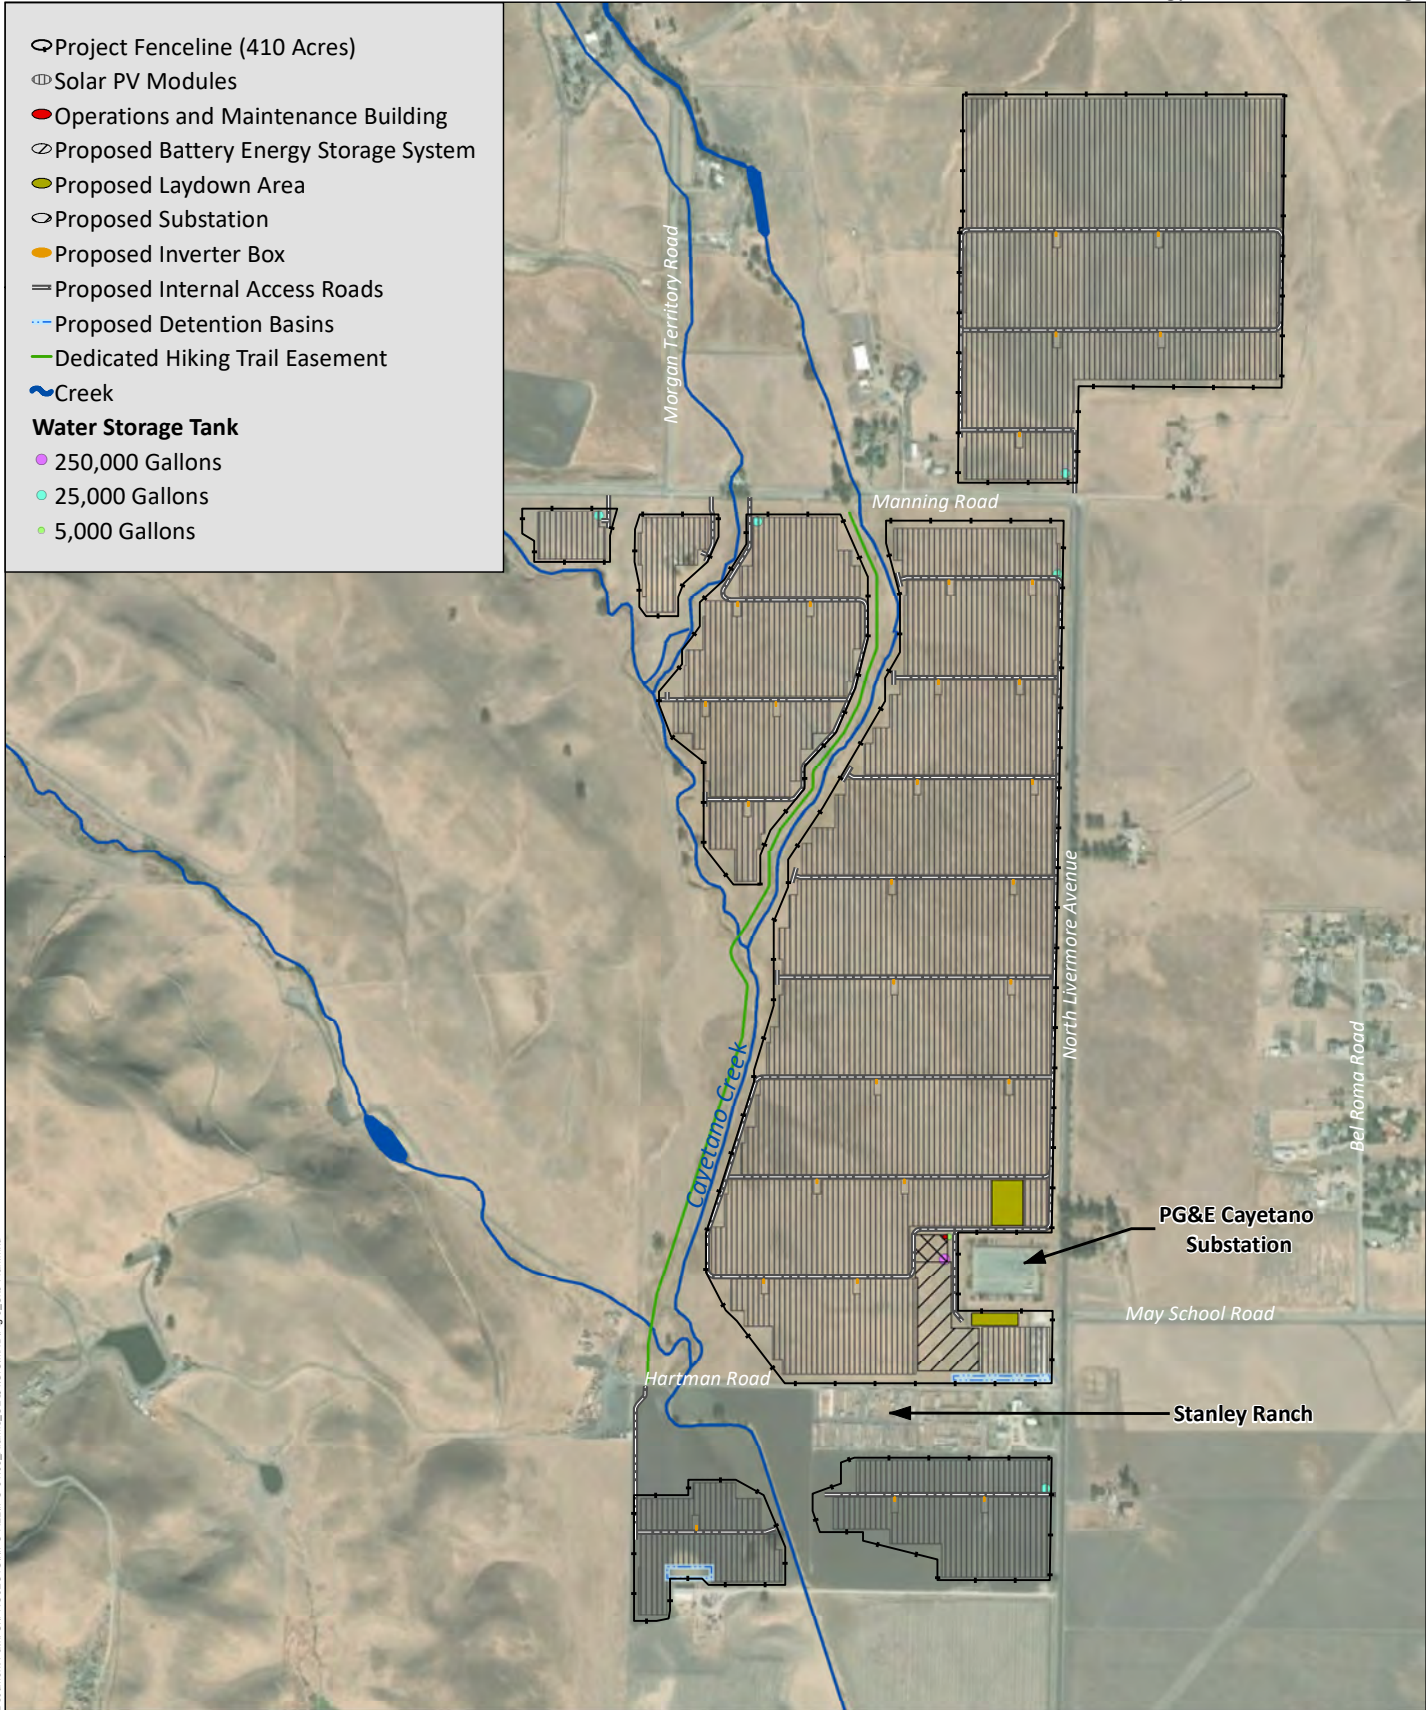 Project Fenceline (410 Acres)
Solar PV Modules
Operations and Maintenance Building
Proposed Battery Energy Storage System
Proposed Laydown Area
Proposed Substation
Proposed Inverter Box
Proposed Internal Access Roads
Proposed Detention Basins
Dedicated Hiking Trail Easement
Creek
Water Storage Tank
250,000 Gallons
25,000 Gallons
5,000 Gallons
Morgan Territory Road
Manning Road
North Livermore Avenue
Bel Roma Road
Cayetano Creek
PG&E Cayetano
Substation
May School Road
Hartman Road
Stanley Ranch